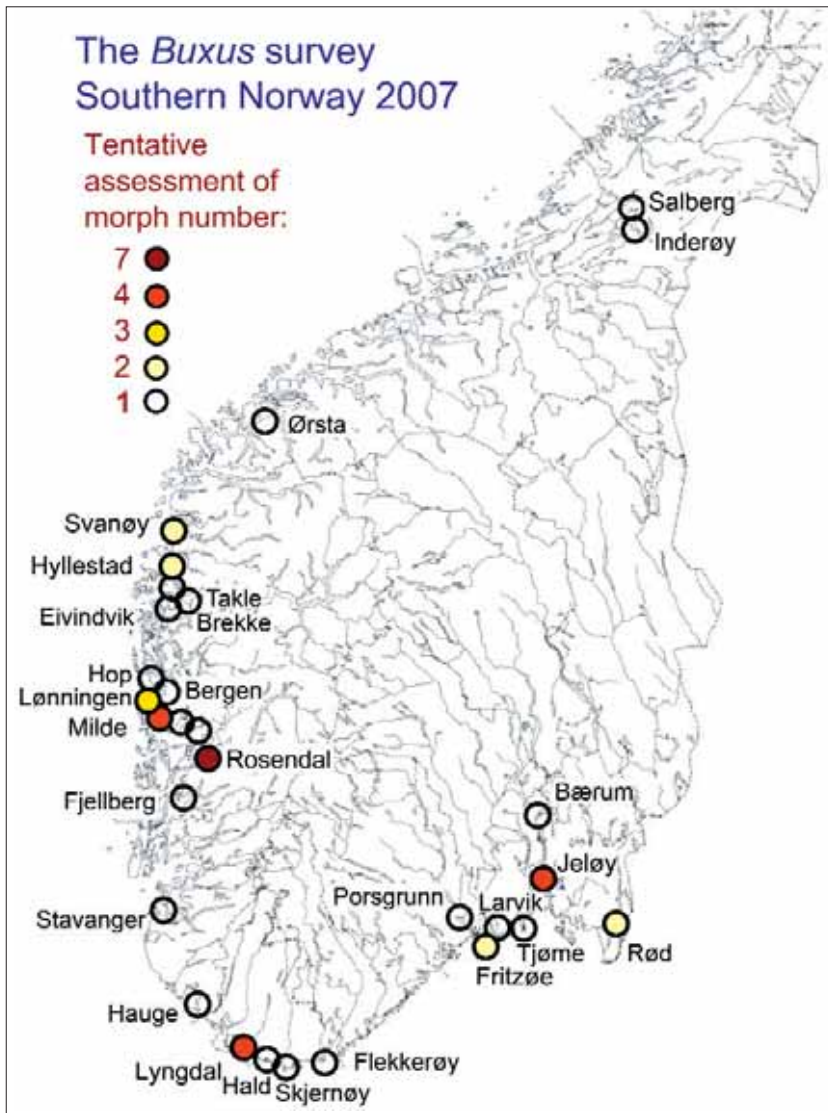 The Buxus survey
Southern Norway 2007
Tentative
assessment of
morph number:
7
4
3
2
1
Salberg
Inderøy
Ørsta
Svanøy
Hyllestad
Takle
Eivindvik
Brekke
Hop
Bergen
Lønningen
Milde
Rosendal
Fjellberg
Bærum
Jeløy
Porsgrunn
Larvik
Stavanger
Tjøme
Rød
Fritzøe
Hauge
Lyngdal
Hald
Skjernøy
Flekkerøy